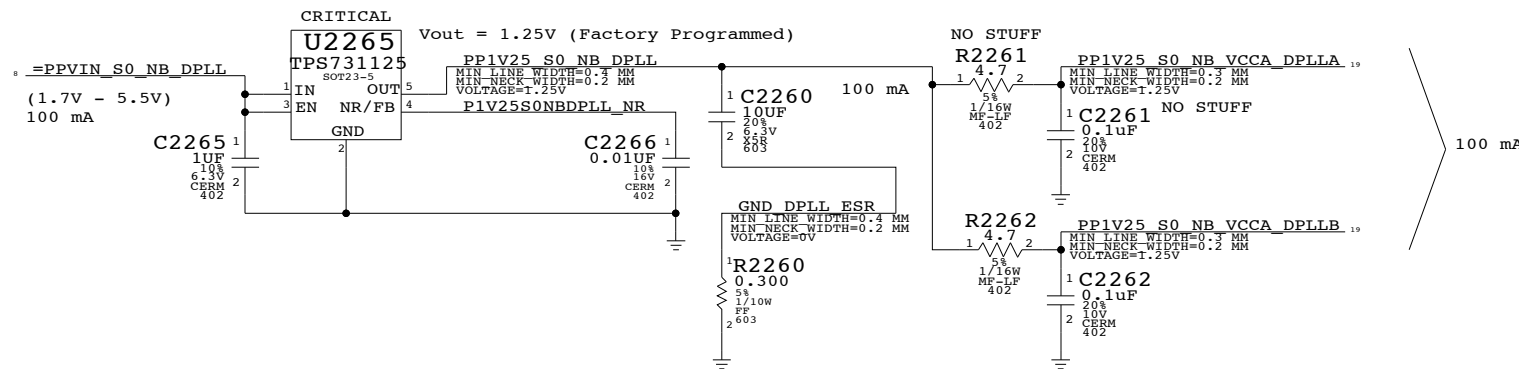 CRITICAL
U2265
TPS731125
SOT23-5
Vout = 1.25V (Factory Programmed)
8 =PPVIN_S0_NB_DPLL
(1.7V - 5.5V)
100 mA
1 IN
3 EN
OUT 5
NR/FB 4
GND
2
PP1V25_S0_NB_DPLL
MIN_LINE_WIDTH=0.4 MM
MIN_NECK_WIDTH=0.2 MM
VOLTAGE=1.25V
P1V25S0NBDPLL_NR
C2265 1
1UF
10%
6.3V 2
CERM
402
C2266 1
0.01UF
10%
16V 2
CERM
402
1 C2260
10UF
20%
2 6.3V
X5R
603
100 mA
GND_DPLL_ESR
MIN_LINE_WIDTH=0.4 MM
MIN_NECK_WIDTH=0.2 MM
VOLTAGE=0V
1 R2260
0.300
5%
1/10W
FF
2 603
NO STUFF
R2261
1 4.7 2
5%
1/16W
MF-LF
402
PP1V25_S0_NB_VCCA_DPLLA 19
MIN_LINE_WIDTH=0.3 MM
MIN_NECK_WIDTH=0.2 MM
VOLTAGE=1.25V
NO STUFF
1 C2261
0.1uF
20%
2 10V
CERM
402
100 mA
R2262
1 4.7 2
5%
1/16W
MF-LF
402
PP1V25_S0_NB_VCCA_DPLLB 19
MIN_LINE_WIDTH=0.3 MM
MIN_NECK_WIDTH=0.2 MM
VOLTAGE=1.25V
1 C2262
0.1uF
20%
2 10V
CERM
402